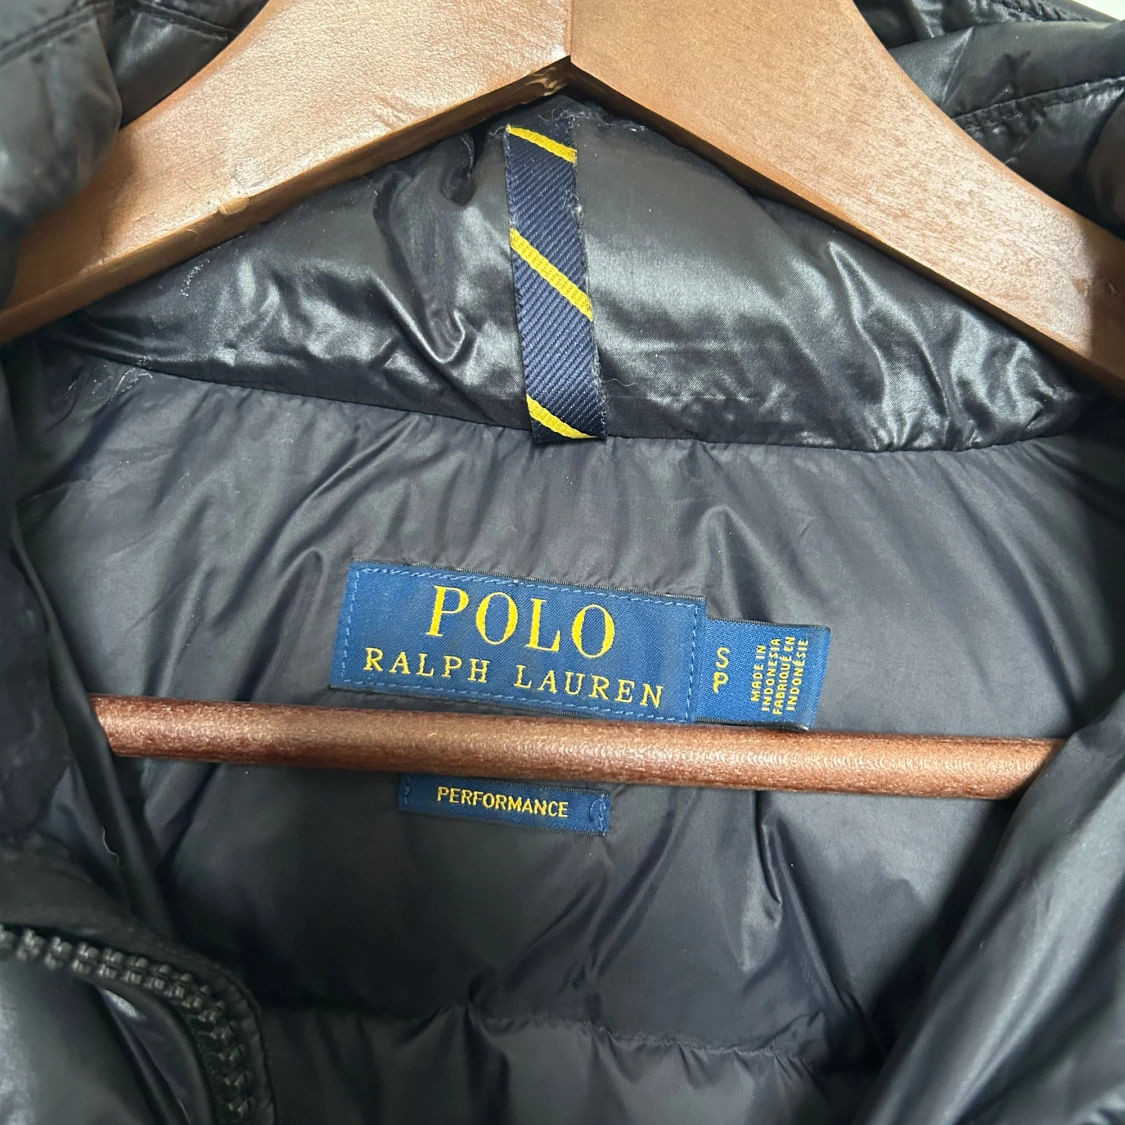 POLO
RALPH LAUREN
S
P
MADE IN
INDONESIA
FABRIQUÉ EN
INDONÉSIE
PERFORMANCE